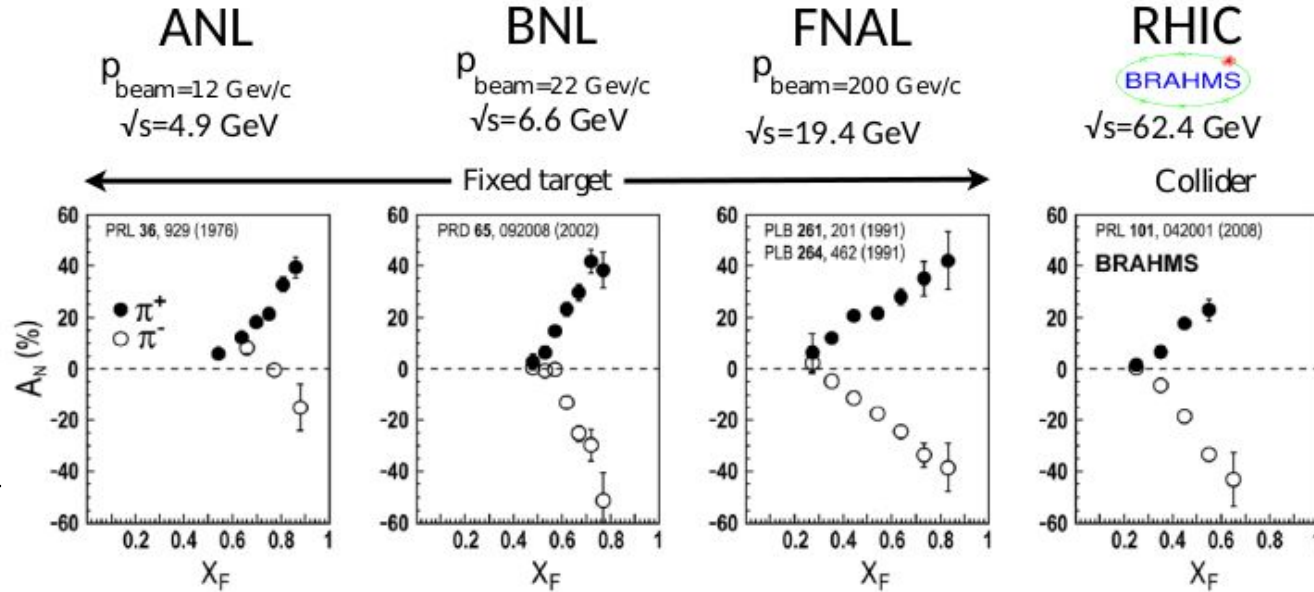 ANL
p
beam=12 Gev/c
√s=4.9 GeV
BNL
p
beam=22 Gev/c
√s=6.6 GeV
FNAL
p
beam=200 Gev/c
√s=19.4 GeV
RHIC
BRAHMS
√s=62.4 GeV
Fixed target
Collider
A_N (%)
60
40
20
0
-20
-40
-60
PRL 36, 929 (1976)
π+
π-
0.2 0.4 0.6 0.8 1
X_F
60
40
20
0
-20
-40
-60
PRD 65, 092008 (2002)
0.2 0.4 0.6 0.8 1
X_F
60
40
20
0
-20
-40
-60
PLB 261, 201 (1991)
PLB 264, 462 (1991)
0.2 0.4 0.6 0.8 1
X_F
60
40
20
0
-20
-40
-60
PRL 101, 042001 (2008)
BRAHMS
0.2 0.4 0.6 0.8
X_F